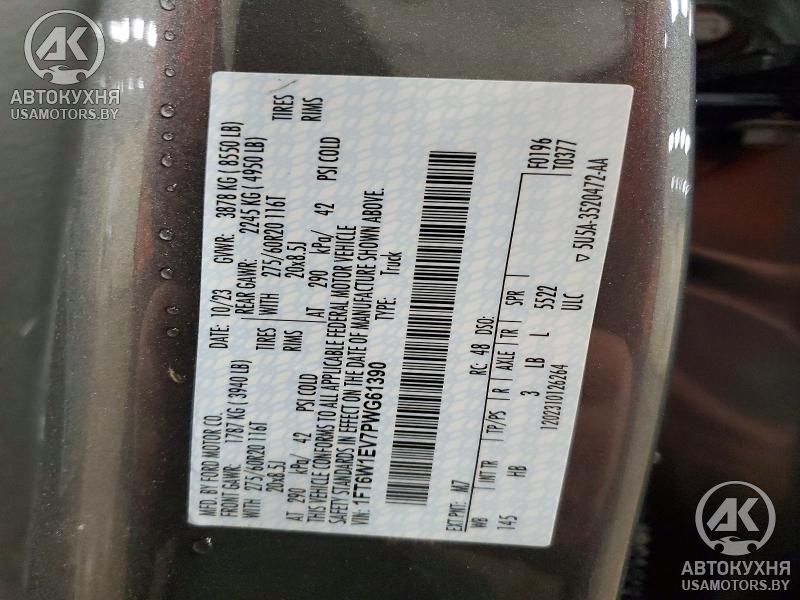 АК
АВТОКУХНЯ
USAMOTORS.BY
MFD. BY FORD MOTOR CO.
DATE: 10/23 GVWR: 3878 KG ( 8550 LB)
FRONT GAWR: 1787 KG ( 3940 LB) REAR GAWR: 2245 KG ( 4950 LB)
WITH 275/60R20 116T TIRES WITH 275/60R20 116T TIRES
20x8.5J RIMS 20x8.5J RIMS
AT 290 kPa/ 42 PSI COLD AT 290 kPa/ 42 PSI COLD
THIS VEHICLE CONFORMS TO ALL APPLICABLE FEDERAL MOTOR VEHICLE
STANDARDS IN EFFECT ON THE DATE OF MANUFACTURE SHOWN ABOVE.
VIN: 1FT6W1EV7PWG61390 TYPE: Truck
EXT PNT: M7 RC: 48 DSO: F0196
WB INT TR TP/PS R AXLE TR SPR T0377
145 HB 3 LB L 5522
1202310126264 ULC
▽ 5U5A-3520472-AA
АК
АВТОКУХНЯ
USAMOTORS.BY